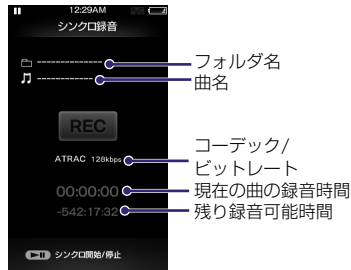 12:29AM
シンクロ録音
--------------- フォルダ名
-------------- 曲名
REC
ATRAC 128kbps コーデック/
ビットレート
00:00:00 現在の曲の録音時間
-542:17:32 残り録音可能時間
シンクロ開始/停止